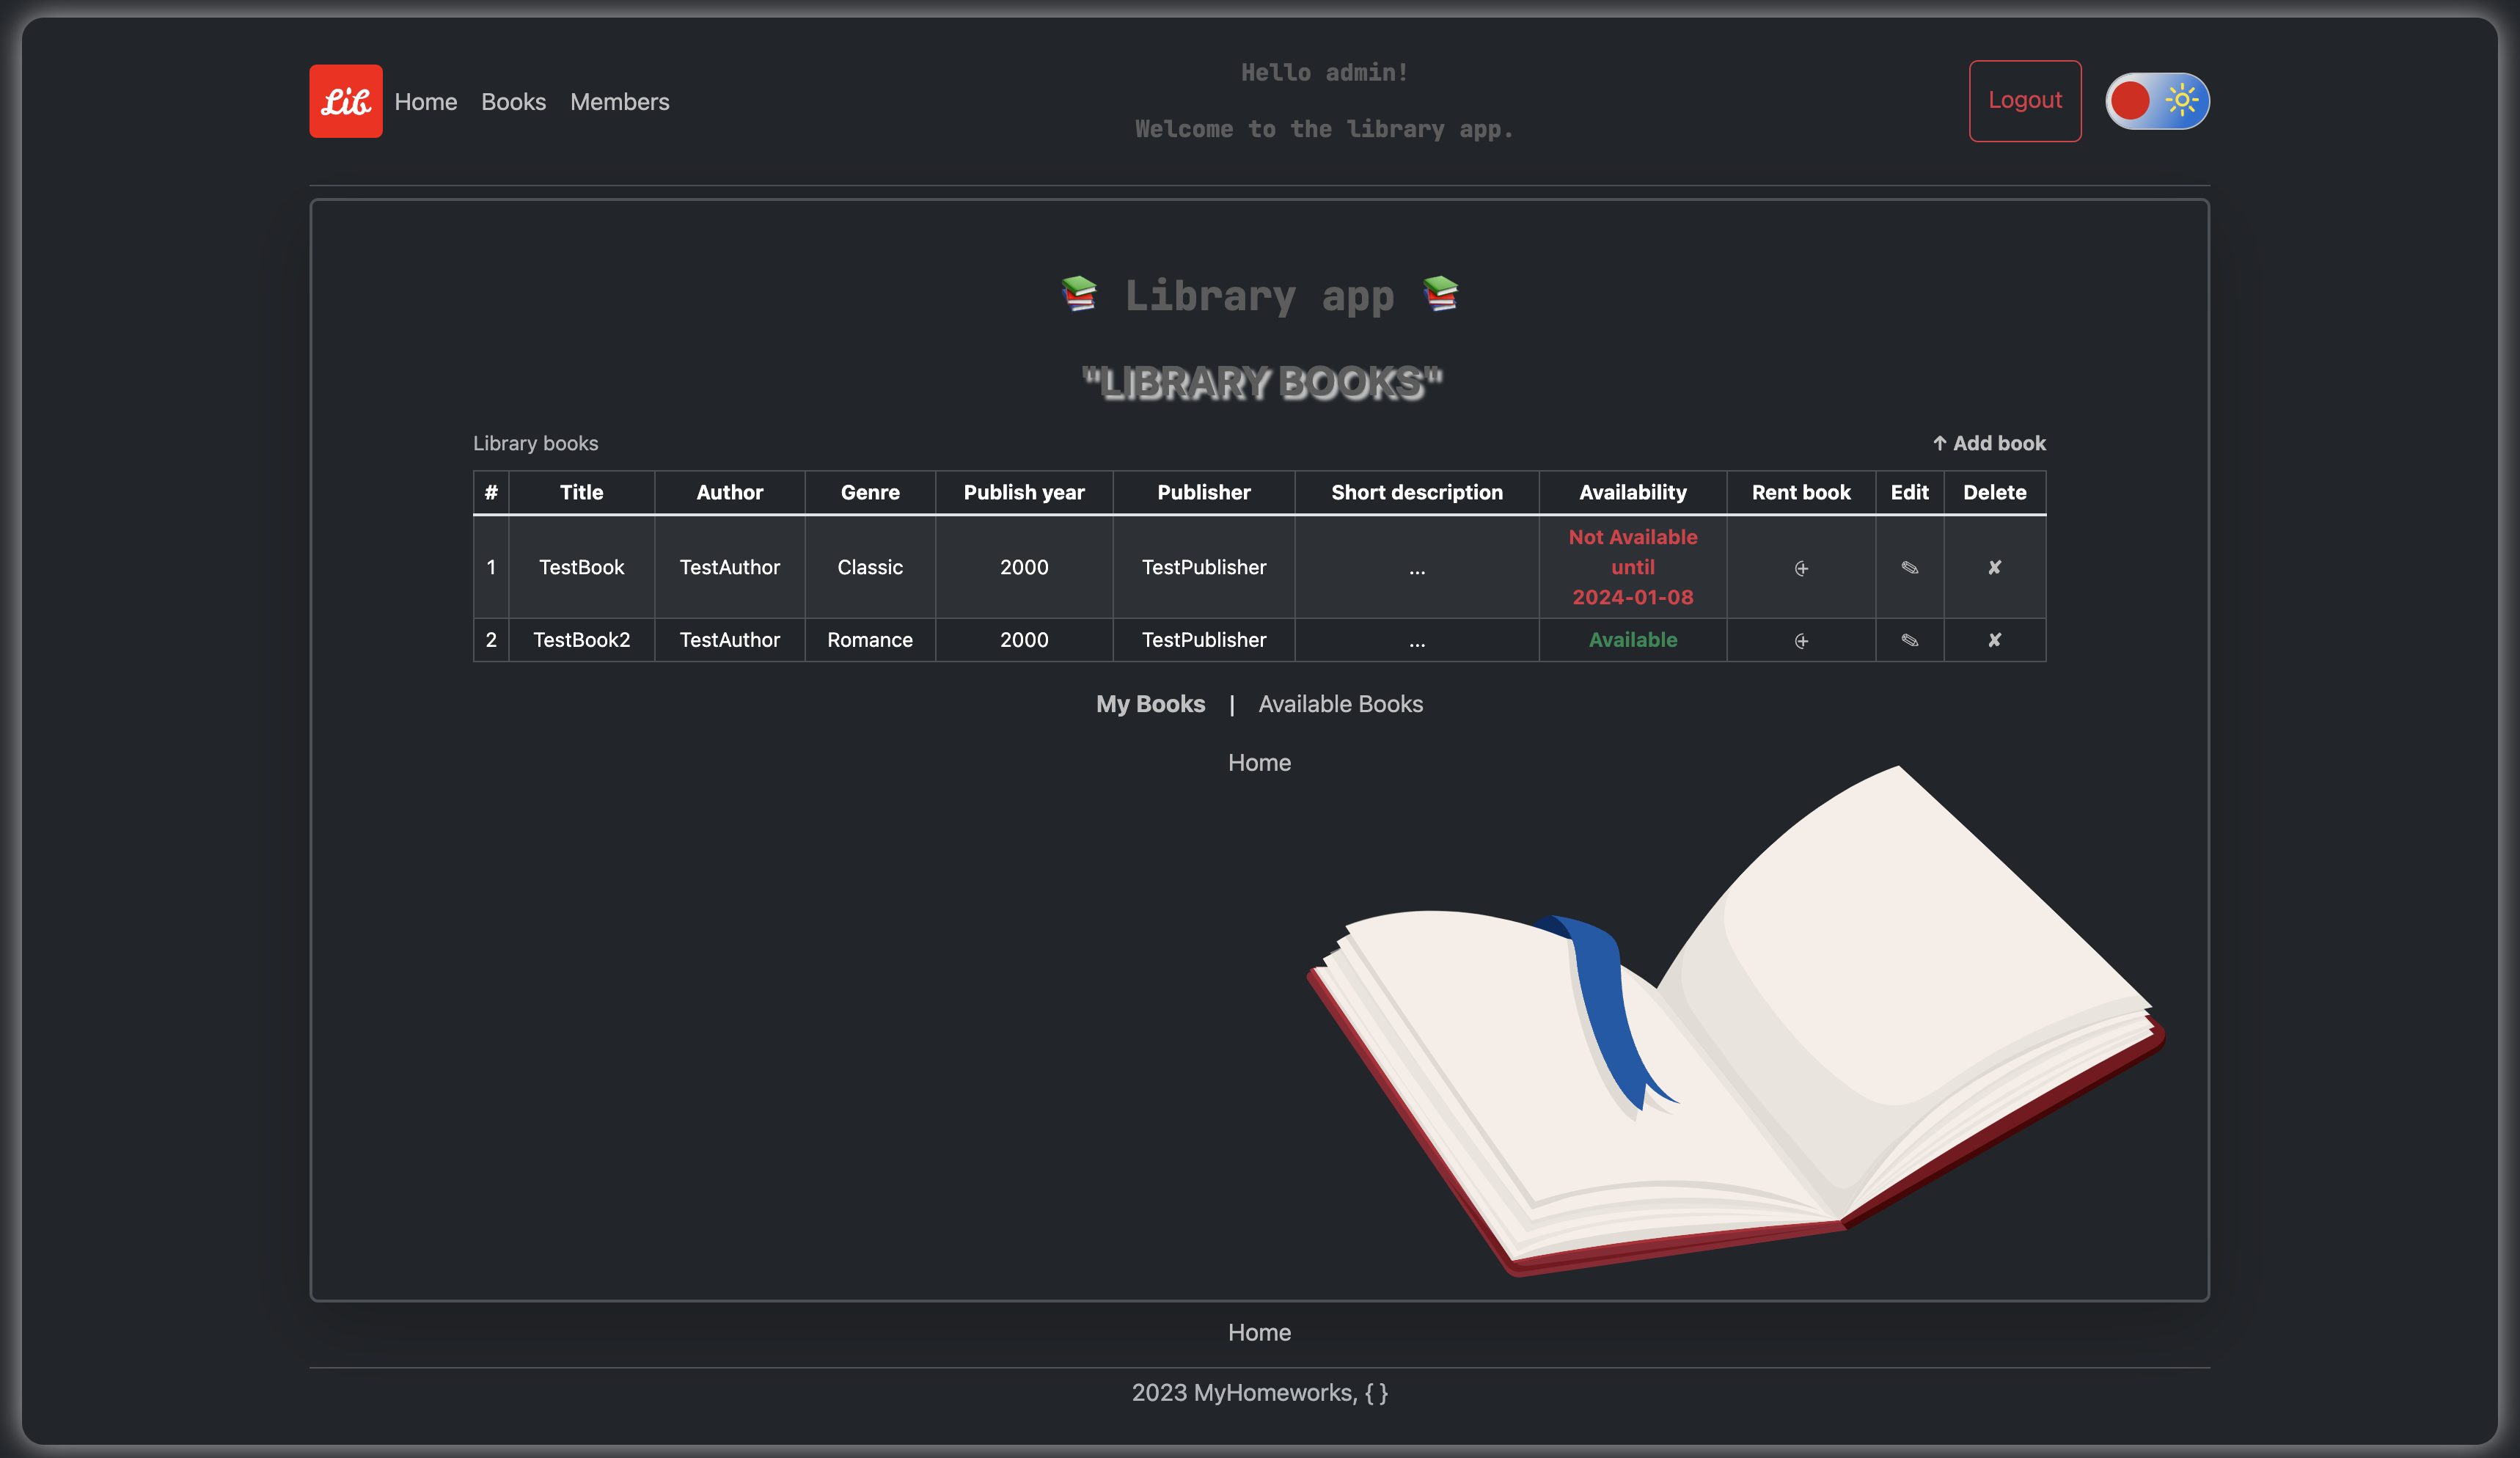 Lib Home Books Members
Hello admin!
Welcome to the library app.
Logout
📚 Library app 📚
"LIBRARY BOOKS"
Library books
↑ Add book
# Title Author Genre Publish year Publisher Short description Availability Rent book Edit Delete
1 TestBook TestAuthor Classic 2000 TestPublisher ... Not Available
until
2024-01-08
✎ ✘
2 TestBook2 TestAuthor Romance 2000 TestPublisher ... Available ✎ ✘
My Books | Available Books
Home
Home
2023 MyHomeworks, { }